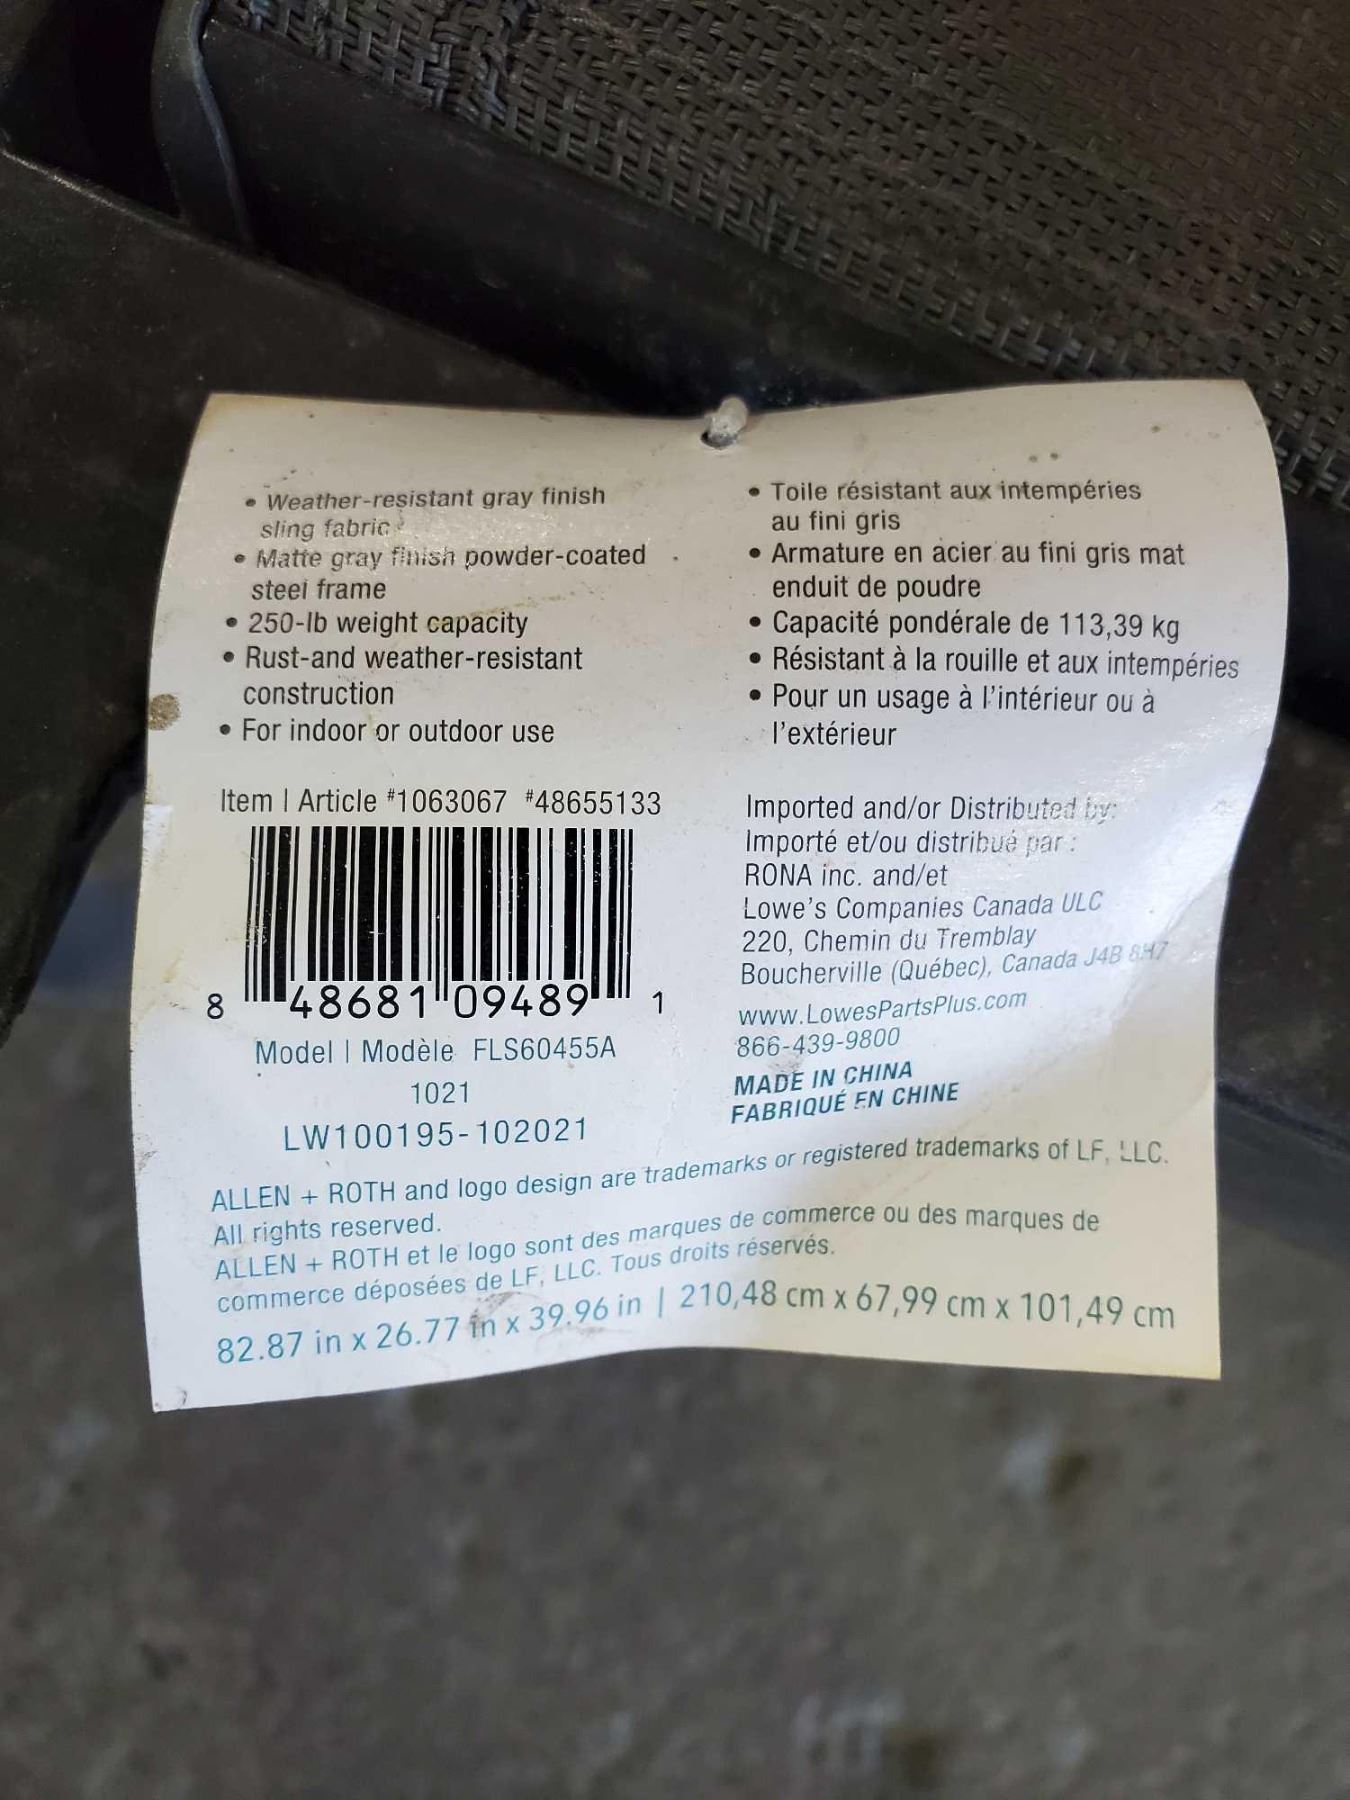 • Weather-resistant gray finish
sling fabric
• Matte gray finish powder-coated
steel frame
• 250-lb weight capacity
• Rust-and weather-resistant
construction
• For indoor or outdoor use
• Toile résistant aux intempéries
au fini gris
• Armature en acier au fini gris mat
enduit de poudre
• Capacité pondérale de 113,39 kg
• Résistant à la rouille et aux intempéries
• Pour un usage à l'intérieur ou à
l'extérieur
Item | Article #1063067 #48655133
8 48681 09489 1
Model | Modèle FLS60455A
1021
LW100195-102021
Imported and/or Distributed by:
Importé et/ou distribué par :
RONA inc. and/et
Lowe's Companies Canada ULC
220, Chemin du Tremblay
Boucherville (Québec), Canada J4B 8H7
www.LowesPartsPlus.com
866-439-9800
MADE IN CHINA
FABRIQUÉ EN CHINE
ALLEN + ROTH and logo design are trademarks or registered trademarks of LF, LLC.
All rights reserved.
ALLEN + ROTH et le logo sont des marques de commerce ou des marques de
commerce déposées de LF, LLC. Tous droits réservés.
82.87 in x 26.77 in x 39.96 in | 210,48 cm x 67,99 cm x 101,49 cm